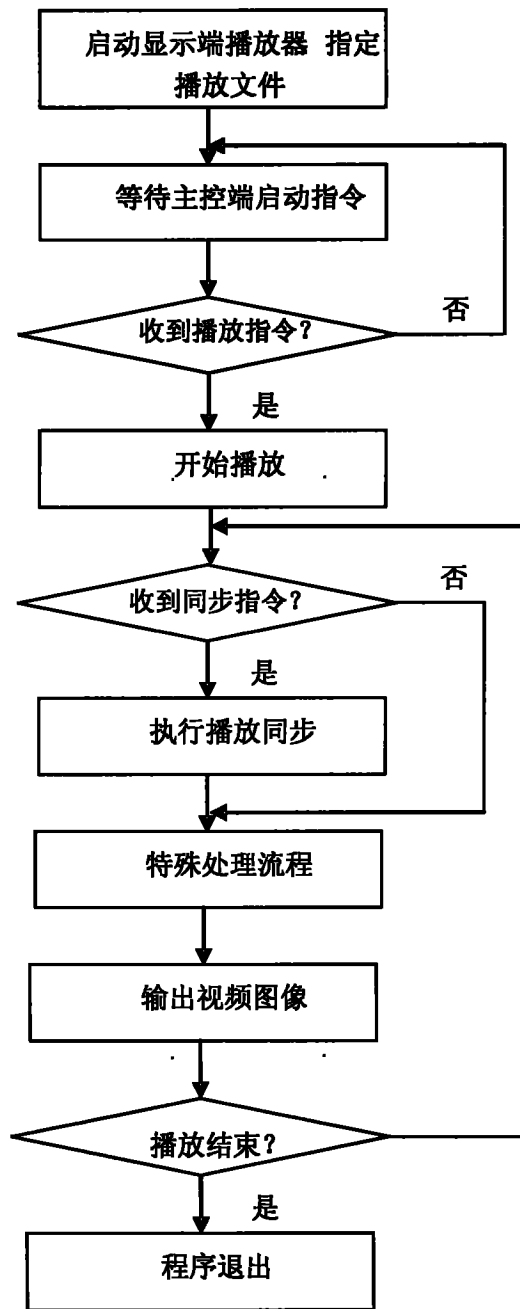 启动显示端播放器 指定
播放文件
等待主控端启动指令
收到播放指令?
否
是
开始播放
收到同步指令?
否
是
执行播放同步
特殊处理流程
输出视频图像
播放结束?
是
程序退出